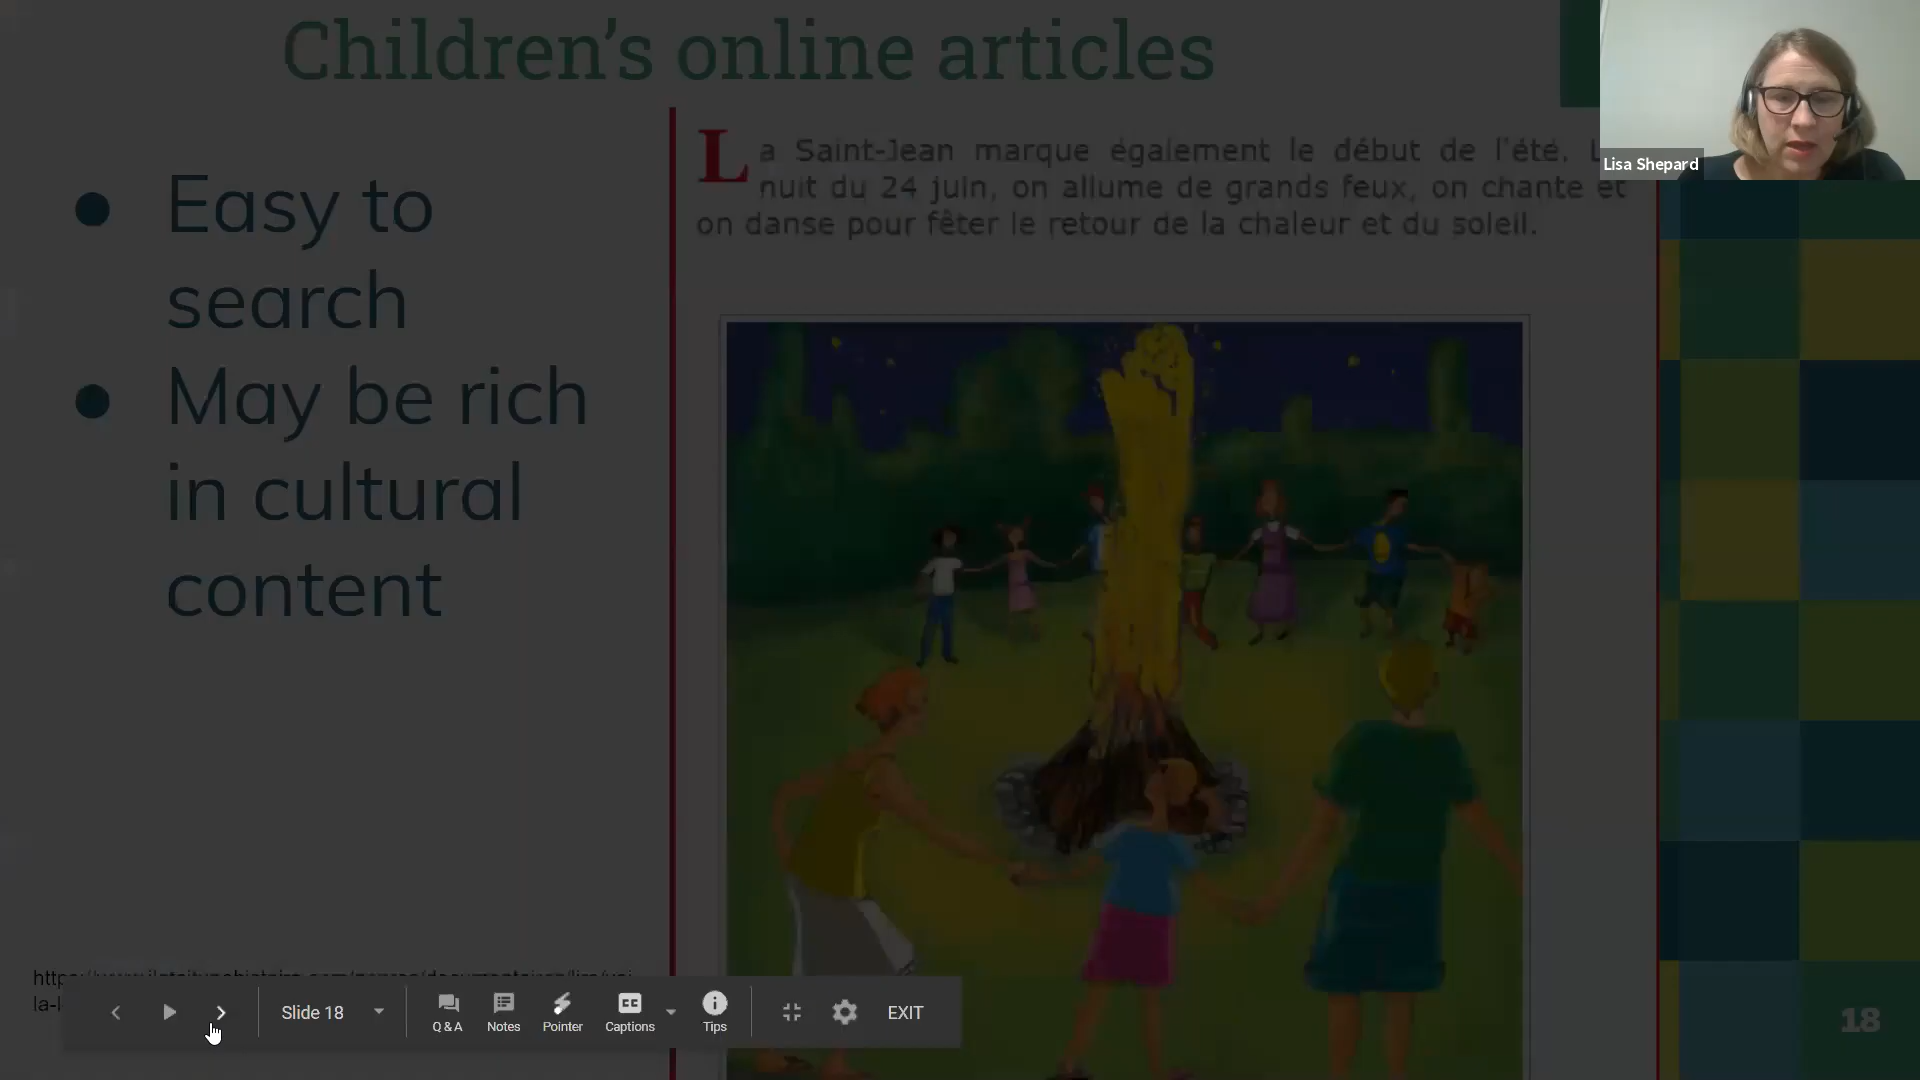 Children's online articles
Lisa Shepard
● Easy to
search
● May be rich
in cultural
content
La Saint-Jean marque également le début de l'été.
nuit du 24 juin, on allume de grands feux, on chante et
on danse pour fêter le retour de la chaleur et du soleil.
Slide 18
Q & A
Notes
Pointer
CC
Captions
Tips
EXIT
18